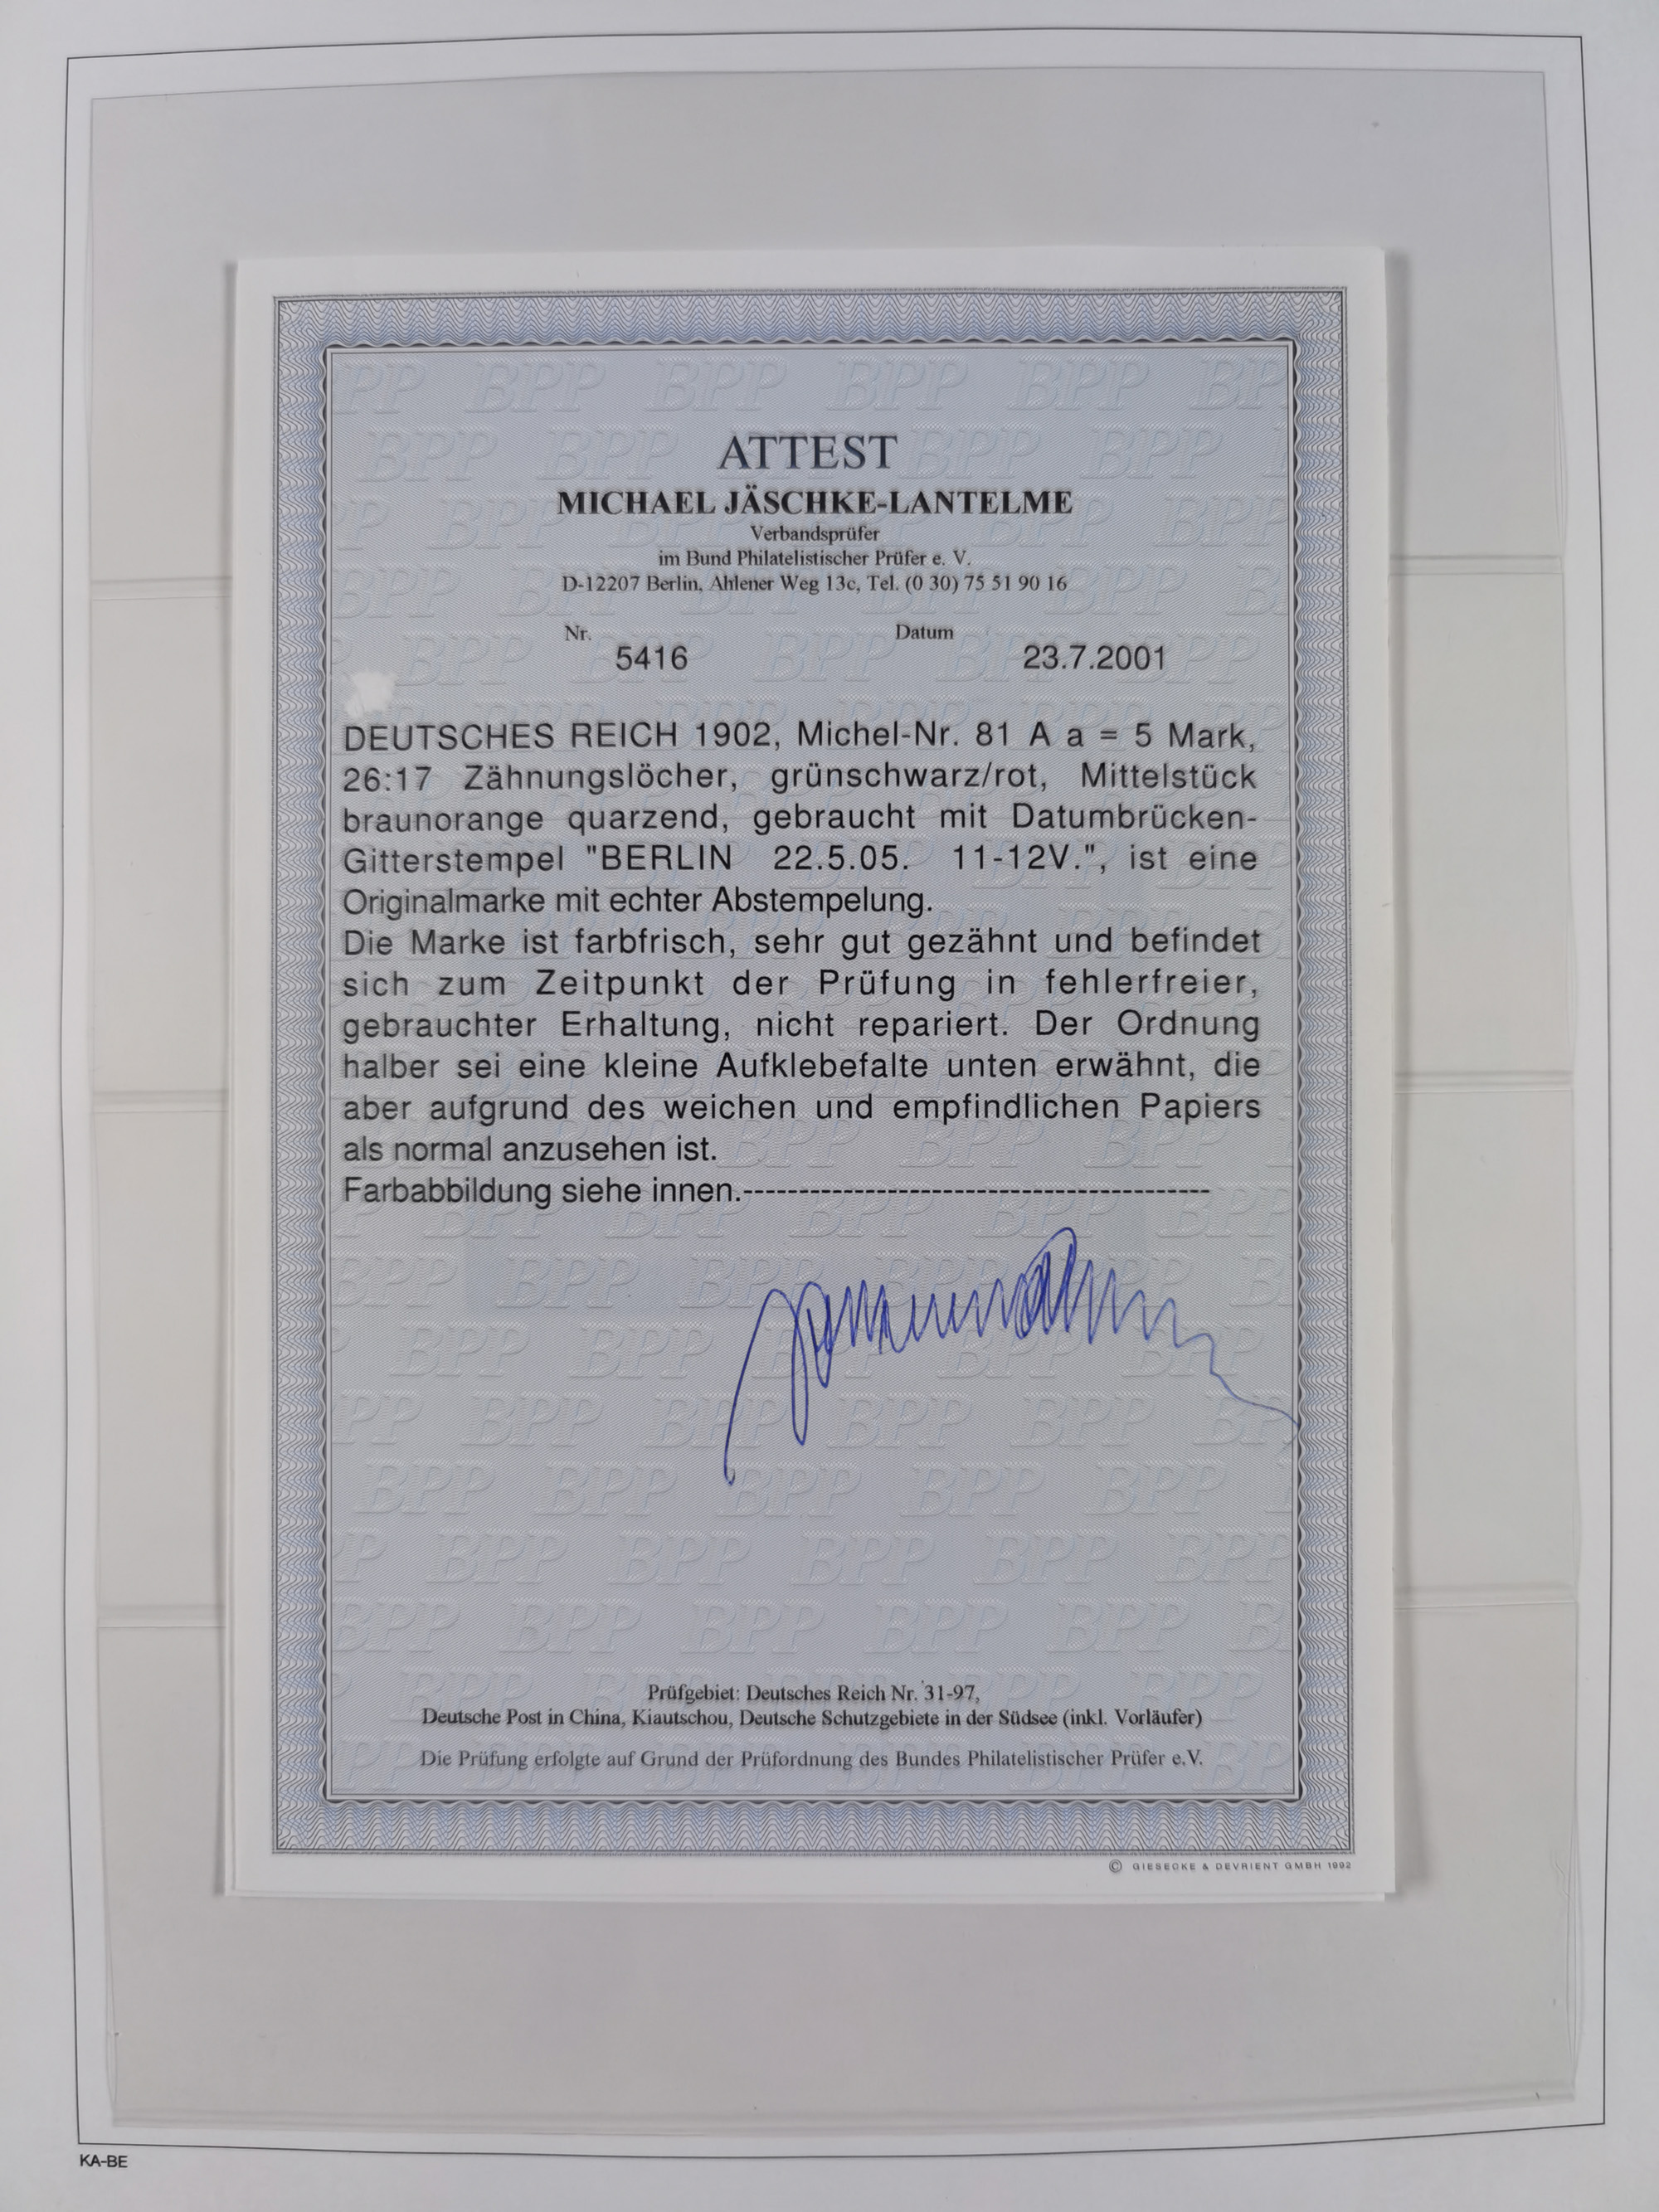 ATTEST
MICHAEL JÄSCHKE-LANTELME
Verbandsprüfer
im Bund Philatelistischer Prüfer e. V.
D-12207 Berlin, Ahlener Weg 13c, Tel. (0 30) 75 51 90 16
Nr. Datum
5416 23.7.2001
DEUTSCHES REICH 1902, Michel-Nr. 81 A a = 5 Mark,
26:17 Zähnungslöcher, grünschwarz/rot, Mittelstück
braunorange quarzend, gebraucht mit Datumbrücken-
Gitterstempel "BERLIN 22.5.05. 11-12V.", ist eine
Originalmarke mit echter Abstempelung.
Die Marke ist farbfrisch, sehr gut gezähnt und befindet
sich zum Zeitpunkt der Prüfung in fehlerfreier,
gebrauchter Erhaltung, nicht repariert. Der Ordnung
halber sei eine kleine Aufklebefalte unten erwähnt, die
aber aufgrund des weichen und empfindlichen Papiers
als normal anzusehen ist.
Farbabbildung siehe innen.------------------------------------------
Prüfgebiet: Deutsches Reich Nr. 31-97,
Deutsche Post in China, Kiautschou, Deutsche Schutzgebiete in der Südsee (inkl. Vorläufer)
Die Prüfung erfolgte auf Grund der Prüfordnung des Bundes Philatelistischer Prüfer e.V.
© GIESECKE & DEVRIENT GMBH 1992
KA-BE